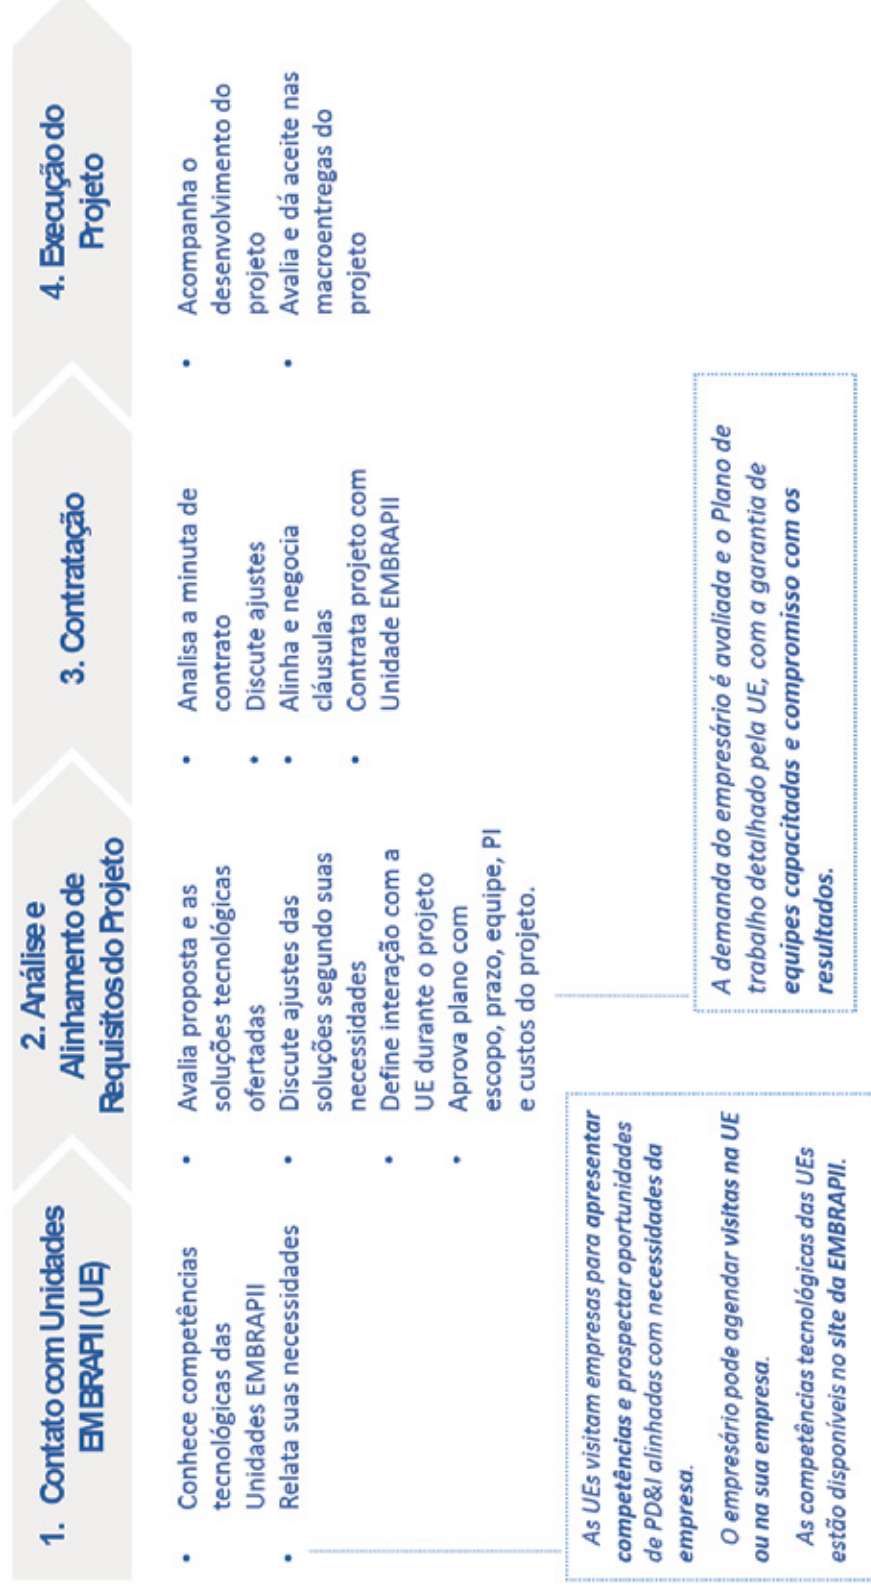 1. Contato com Unidades
EMBRAPII (UE)
• Conhece competências
tecnológicas das
Unidades EMBRAPII
• Relata suas necessidades
As UEs visitam empresas para apresentar
competências e prospectar oportunidades
de PD&I alinhadas com necessidades da
empresa.
O empresário pode agendar visitas na UE
ou na sua empresa.
As competências tecnológicas das UEs
estão disponíveis no site da EMBRAPII.
2. Análise e
Alinhamento de
Requisitos do Projeto
• Avalia proposta e as
soluções tecnológicas
ofertadas
• Discute ajustes das
soluções segundo suas
necessidades
• Define interação com a
UE durante o projeto
• Aprova plano com
escopo, prazo, equipe, PI
e custos do projeto.
A demanda do empresário é avaliada e o Plano de
trabalho detalhado pela UE, com a garantia de
equipes capacitadas e compromisso com os
resultados.
3. Contratação
• Analisa a minuta de
contrato
• Discute ajustes
• Alinha e negocia
cláusulas
• Contrata projeto com
Unidade EMBRAPII
4. Execução do
Projeto
• Acompanha o
desenvolvimento do
projeto
• Avalia e dá aceite nas
macroentregas do
projeto